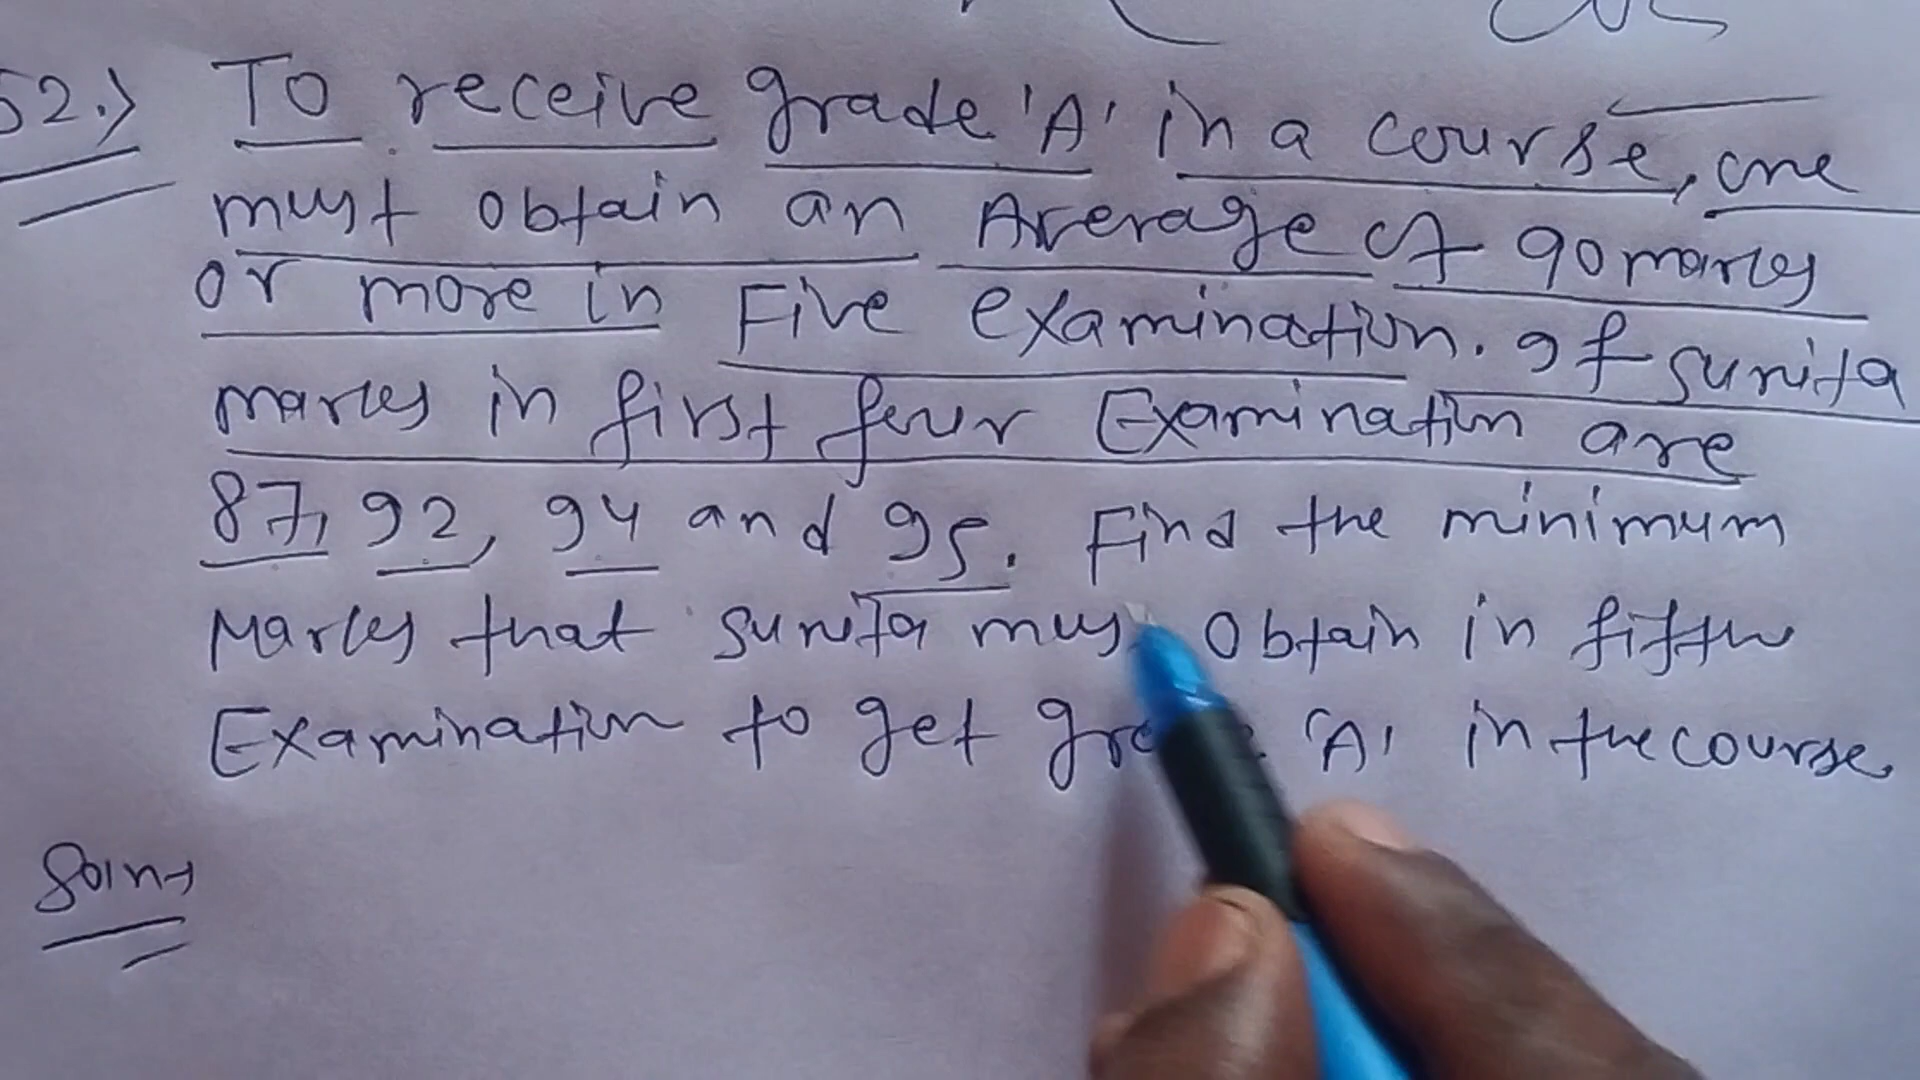 52.) To receive grade 'A' in a course, one
must obtain an Average of 90 marks
or more in Five examination. If sunita
marks in first four Examination are
87, 92, 94 and 95. Find the minimum
Marks that sunita must obtain in fifth
Examination to get grade 'A' in the course.
Soln→